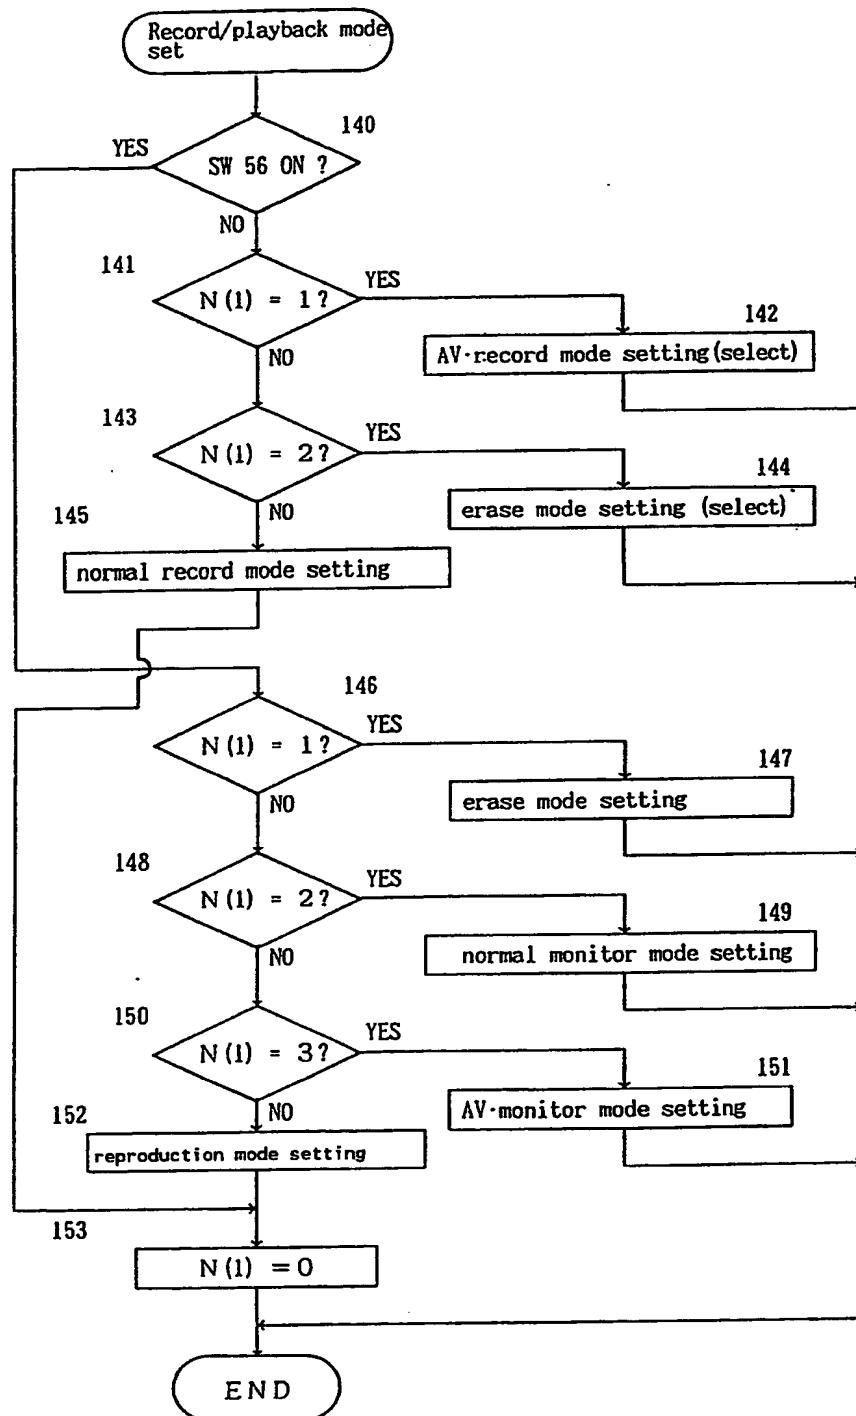 Record/playback mode
set
140
YES
SW 56 ON ?
NO
141
YES
N(1) = 1?
142
AV·record mode setting(select)
NO
143
YES
N(1) = 2?
144
erase mode setting (select)
NO
145
normal record mode setting
146
YES
N(1) = 1?
147
erase mode setting
NO
148
YES
N(1) = 2?
149
normal monitor mode setting
NO
150
YES
N(1) = 3?
151
AV·monitor mode setting
NO
152
reproduction mode setting
153
N(1) =0
END